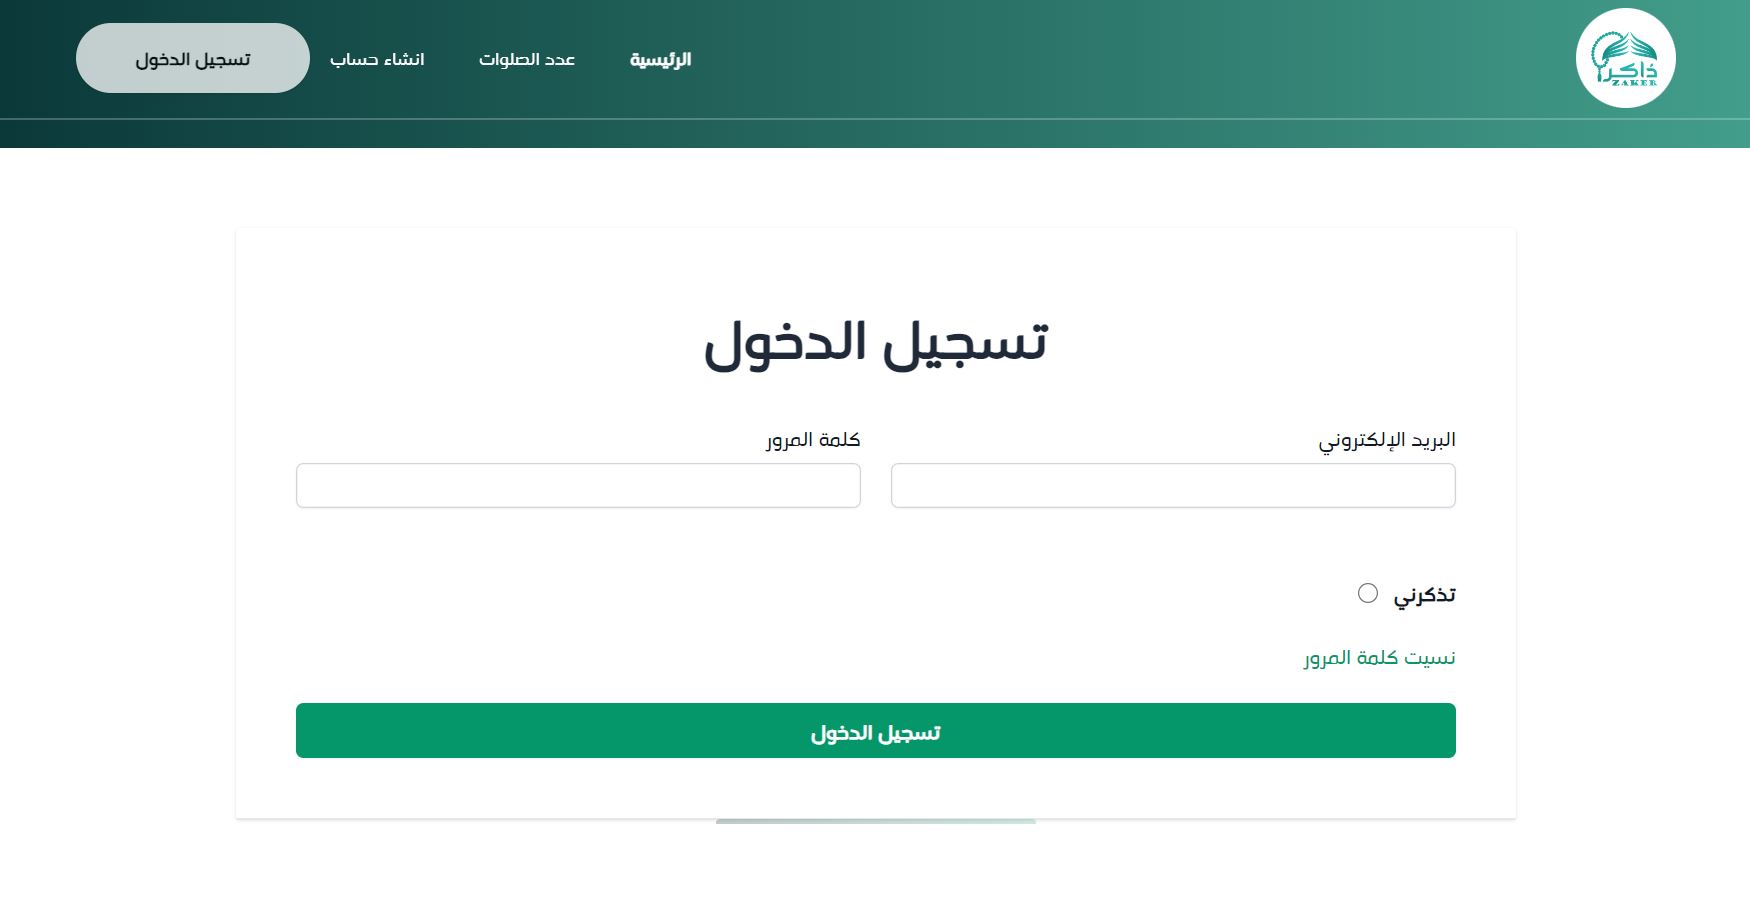 ذاكر
ZAKER
الرئيسية
عدد الصلوات
انشاء حساب
تسجيل الدخول
تسجيل الدخول
البريد الإلكتروني
كلمة المرور
تذكرني
نسيت كلمة المرور
تسجيل الدخول